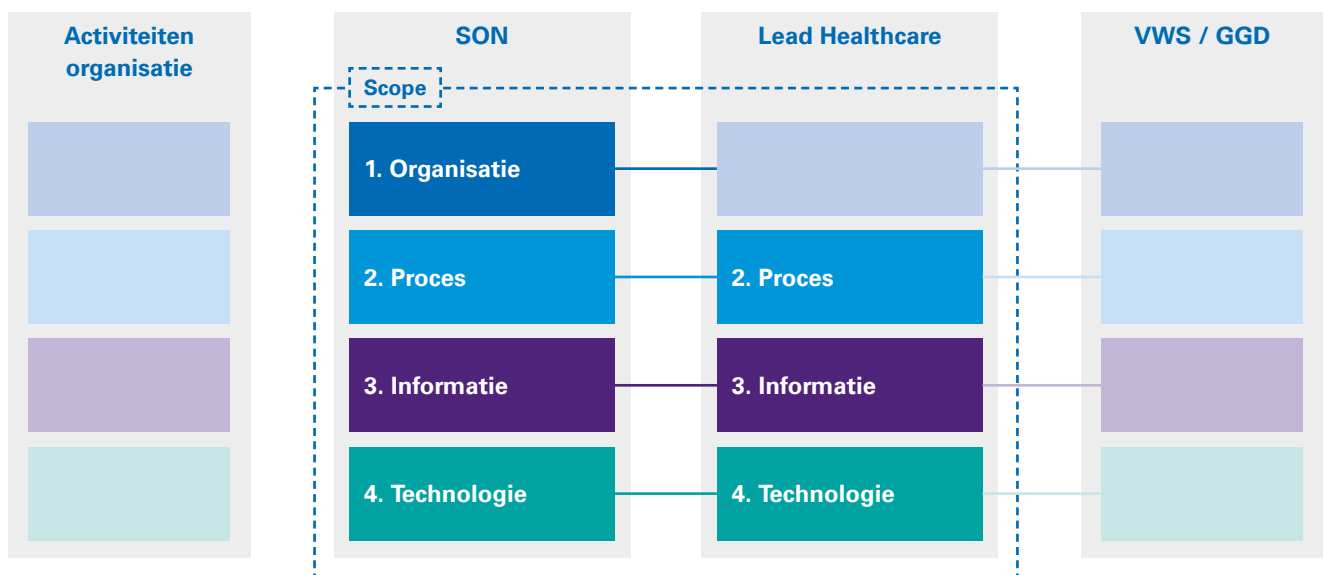 Activiteiten
organisatie
SON
Lead Healthcare
VWS / GGD
Scope
1. Organisatie
2. Proces
2. Proces
3. Informatie
3. Informatie
4. Technologie
4. Technologie